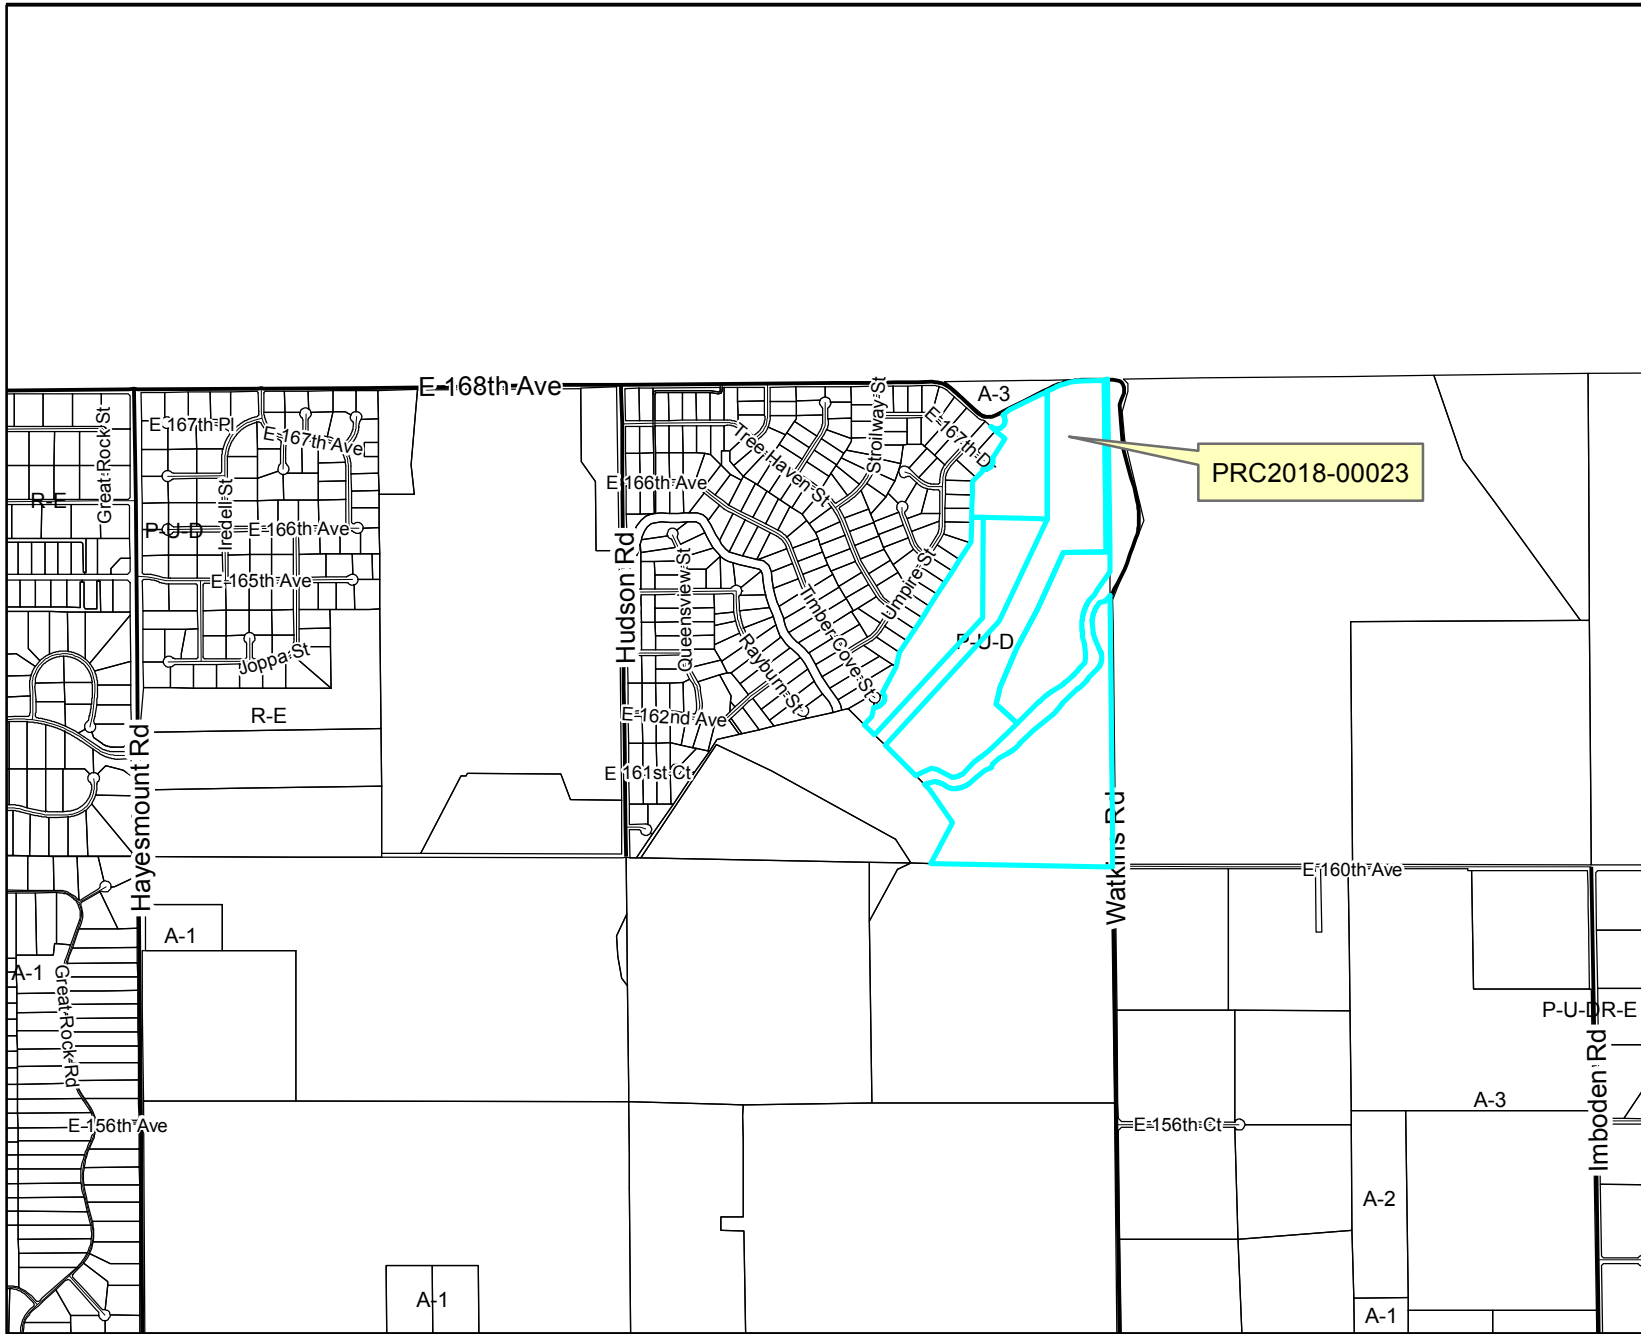 E 168th Ave
A-3
Great Rock St
E 167th Pl
E 167th Ave
Stroilway St
E 167th Dr
Tree Haven St
PRC2018-00023
R-E
Iredell St
E 166th Ave
P-U-D
E 166th Ave
Hudson Rd
Queensview St
E 165th Ave
Timber Cove St
Umpire St
P-U-D
Joppa St
Rayburn St
R-E
E 162nd Ave
Hayesmount Rd
E 161st Ct
Watkins Rd
E 160th Ave
A-1
A-1
Great Rock Rd
P-U-D
R-E
Imboden Rd
A-3
E 156th Ave
E 156th Ct
A-2
A-1
A-1